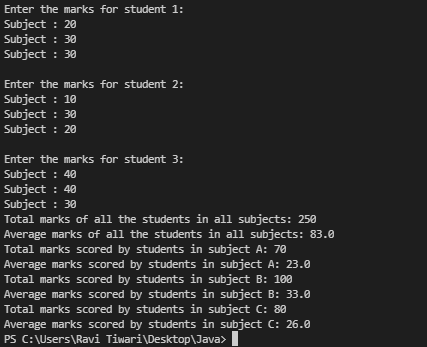 Enter the marks for student 1:
Subject : 20
Subject : 30
Subject : 30
Enter the marks for student 2:
Subject : 10
Subject : 30
Subject : 20
Enter the marks for student 3:
Subject : 40
Subject : 40
Subject : 30
Total marks of all the students in all subjects: 250
Average marks of all the students in all subjects: 83.0
Total marks scored by students in subject A: 70
Average marks scored by students in subject A: 23.0
Total marks scored by students in subject B: 100
Average marks scored by students in subject B: 33.0
Total marks scored by students in subject C: 80
Average marks scored by students in subject C: 26.0
PS C:\Users\Ravi Tiwari\Desktop\Java>